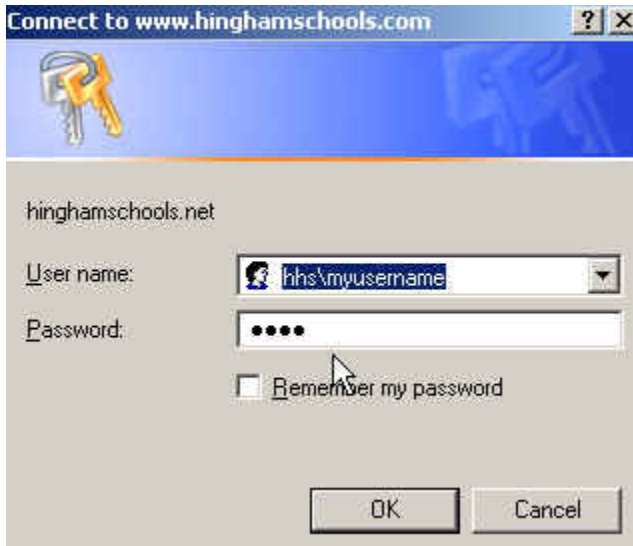 Connect to www.hinghamschools.com ? X
hinghamschools.net
User name: hhs\myusername
Password: ●●●●
Remember my password
OK Cancel